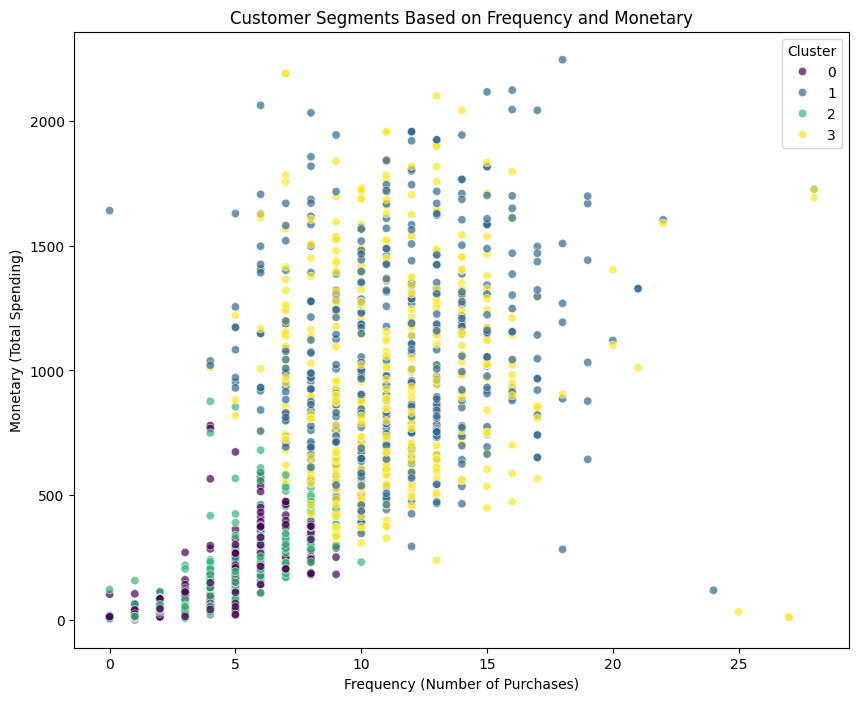 Customer Segments Based on Frequency and Monetary
Cluster
0
1
2
3
2000
1500
1000
500
0
Monetary (Total Spending)
0 5 10 15 20 25
Frequency (Number of Purchases)